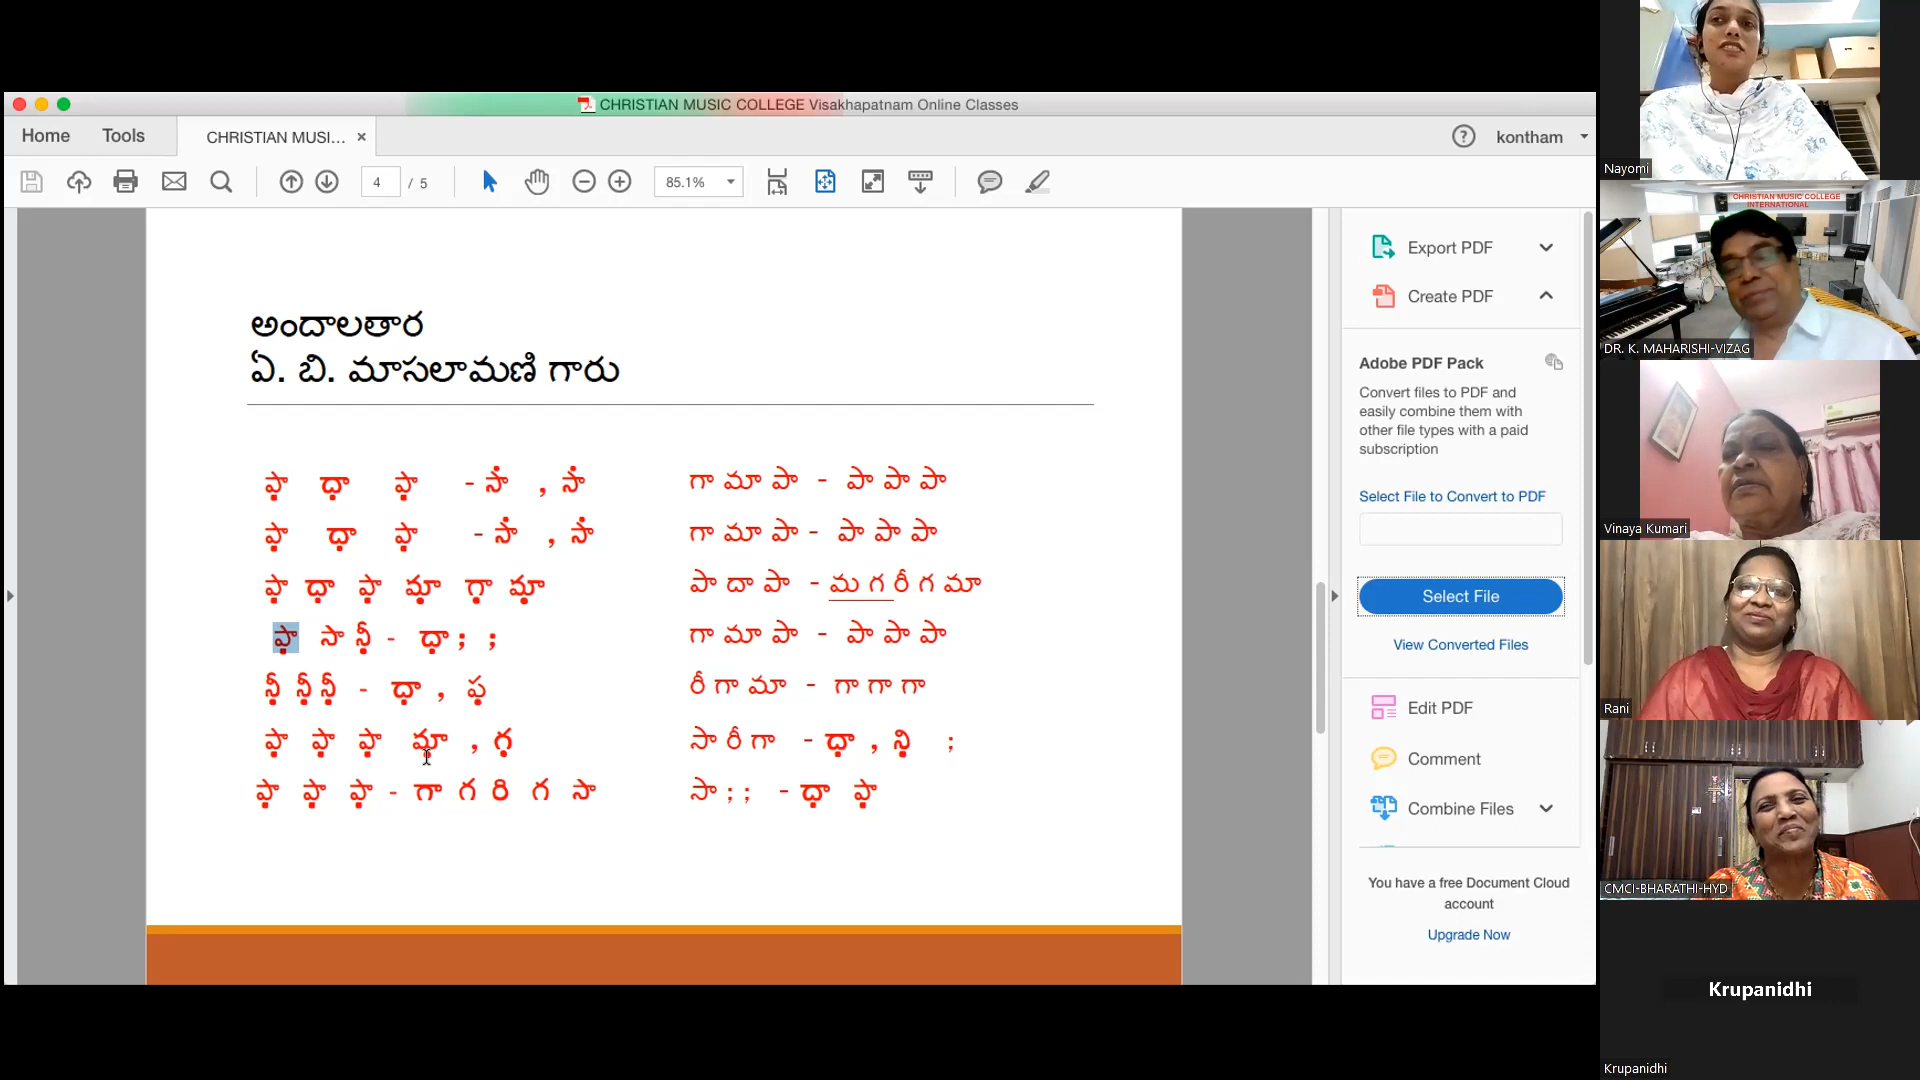 CHRISTIAN MUSIC COLLEGE Visakhapatnam Online Classes
Home Tools CHRISTIAN MUSI... × kontham
4 / 5 85.1%
అందాలతార
ఏ. బి. మాసలామణి గారు
ఫా ధా ఫా - సా , సా
ఫా ధా ఫా - సా , సా
ఫా ధా ఫా మా గా మా
ఫా సా నీ - ధా ; ;
నీ నీ నీ - ధా , ఫ
ఫా ఫా ఫా మా , గ
ఫా ఫా ఫా - గా గ రి గ సా
గా మా పా - పా పా పా
గా మా పా - పా పా పా
పా దా పా - మ గ రీ గ మా
గా మా పా - పా పా పా
రీ గా మా - గా గా గా
సా రీ గా - ధా , ని ;
సా ; ; - ధా ఫా
Export PDF
Create PDF
Adobe PDF Pack
Convert files to PDF and
easily combine them with
other file types with a paid
subscription
Select File to Convert to PDF
Select File
View Converted Files
Edit PDF
Comment
Combine Files
You have a free Document Cloud
account
Upgrade Now
Nayomi
CHRISTIAN MUSIC COLLEGE
INTERNATIONAL
DR. K. MAHARISHI-VIZAG
Vinaya Kumari
Rani
CMCI-BHARATHI-HYD
Krupanidhi
Krupanidhi